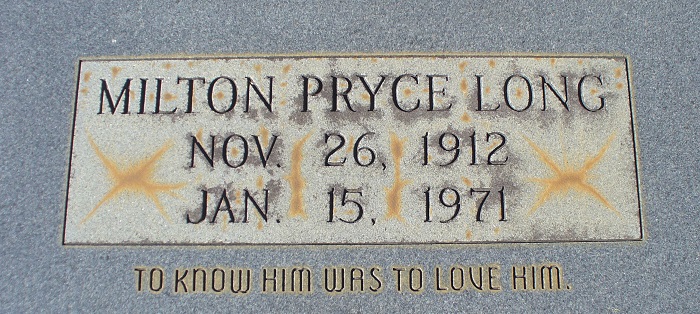 MILTON PRYCE LONG
NOV. 26, 1912
JAN. 15, 1971
TO KNOW HIM WAS TO LOVE HIM.